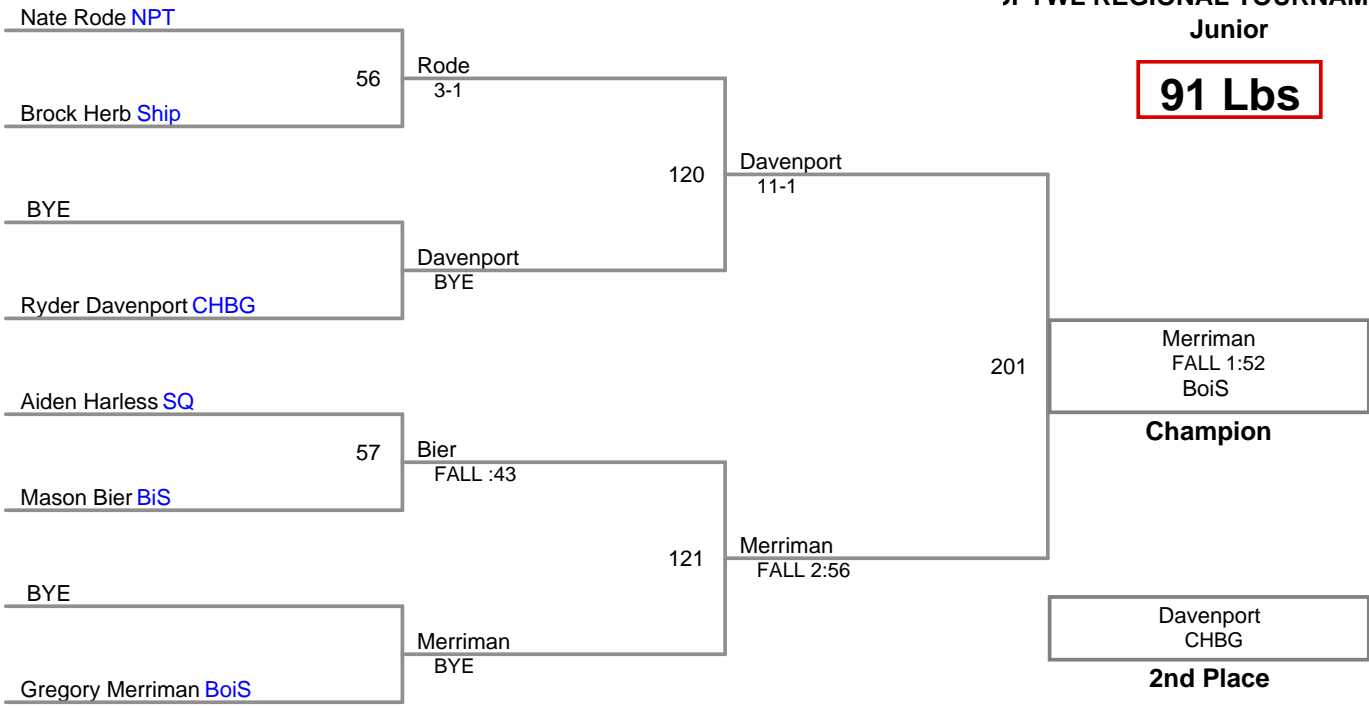 TWL REGIONAL
Junior
91 Lbs
Nate Rode NPT
56
Rode
3-1
Brock Herb Ship
120
Davenport
11-1
BYE
Davenport
BYE
Ryder Davenport CHBG
201
Merriman
FALL 1:52
BoiS
Champion
Aiden Harless SQ
57
Bier
FALL :43
Mason Bier BiS
121
Merriman
FALL 2:56
BYE
Merriman
BYE
Gregory Merriman BoiS
Davenport
CHBG
2nd Place